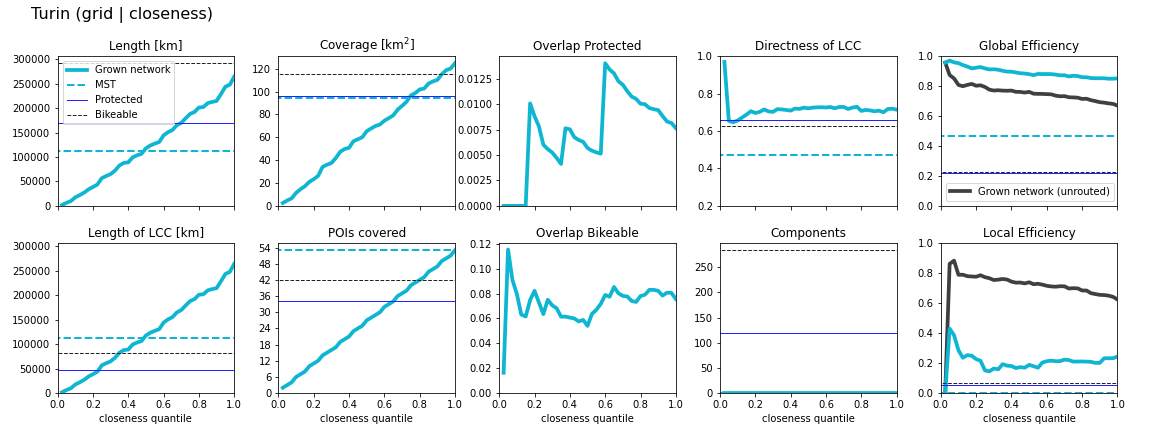 Turin (grid | closeness)
Length [km]
300000
250000
200000
150000
100000
50000
0
Grown network
MST
Protected
Bikeable
Coverage [km²]
120
100
80
60
40
20
0
Overlap Protected
0.0125
0.0100
0.0075
0.0050
0.0025
0.0000
Directness of LCC
1.0
0.8
0.6
0.4
0.2
Global Efficiency
1.0
0.8
0.6
0.4
0.2
0.0
Grown network (unrouted)
Length of LCC [km]
300000
250000
200000
150000
100000
50000
0
0.0 0.2 0.4 0.6 0.8 1.0
closeness quantile
POIs covered
54
48
42
36
30
24
18
12
6
0
0.0 0.2 0.4 0.6 0.8 1.0
closeness quantile
Overlap Bikeable
0.12
0.10
0.08
0.06
0.04
0.02
0.00
0.0 0.2 0.4 0.6 0.8 1.0
closeness quantile
Components
250
200
150
100
50
0
0.0 0.2 0.4 0.6 0.8 1.0
closeness quantile
Local Efficiency
1.0
0.8
0.6
0.4
0.2
0.0
0.0 0.2 0.4 0.6 0.8 1.0
closeness quantile